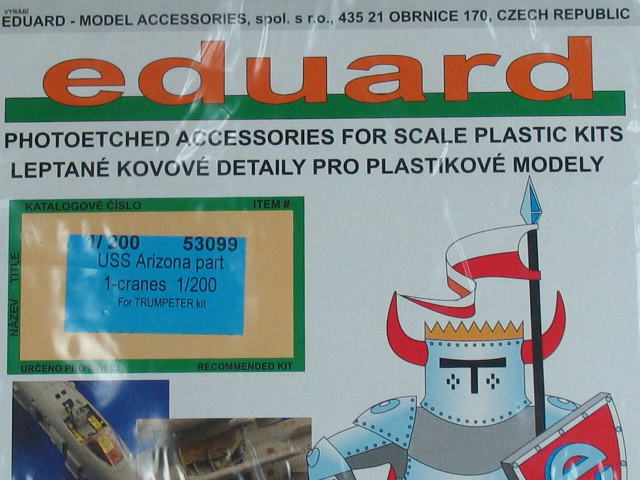 VYRÁBÍ
EDUARD - MODEL ACCESSORIES, spol. s r.o., 435 21 OBRNICE 170, CZECH REPUBLIC
eduard
PHOTOETCHED ACCESSORIES FOR SCALE PLASTIC KITS
LEPTANÉ KOVOVÉ DETAILY PRO PLASTIKOVÉ MODELY
KATALOGOVÉ ČÍSLO ITEM #
NÁZEV TITLE
1/200 53099
USS Arizona part
1-cranes 1/200
For TRUMPETER kit
URČENO PRO RECOMMENDED KIT
e